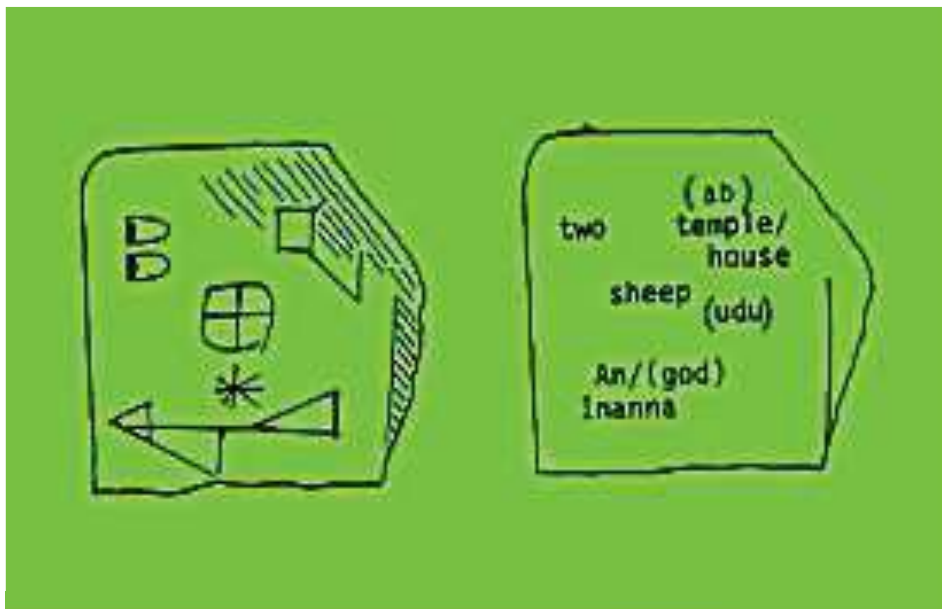 (ab)
two temple/
house
sheep (udu)
An/(god)
Inanna